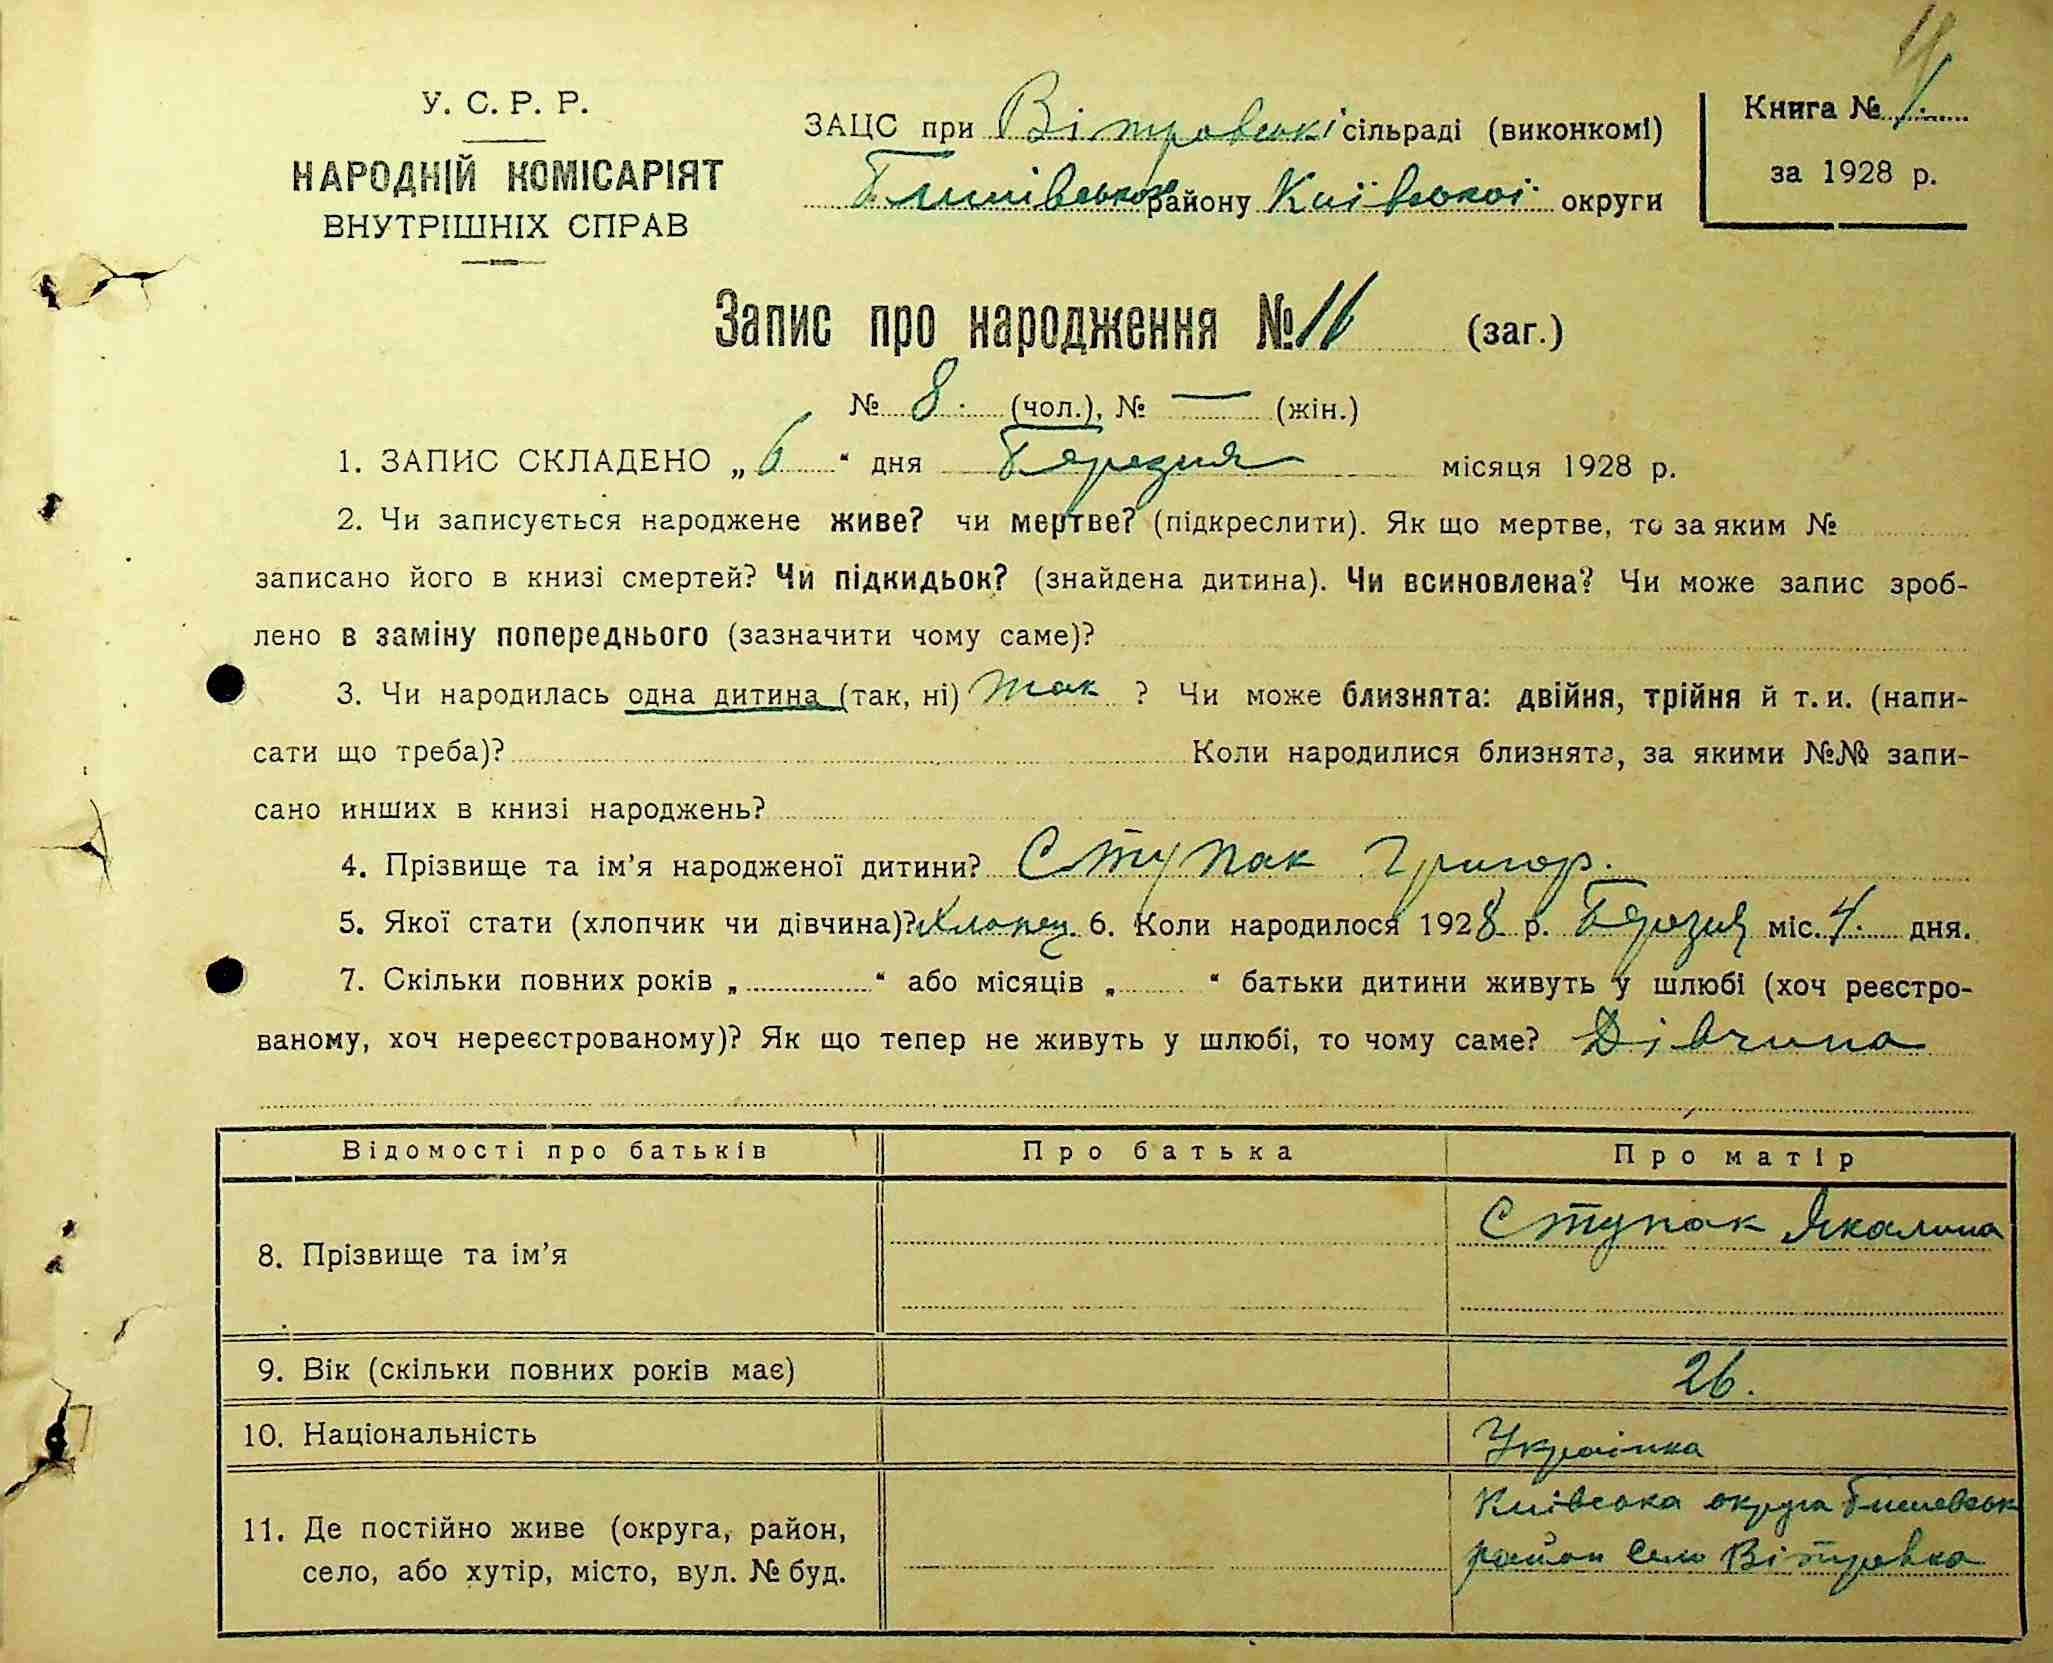 У. С. Р. Р.
НАРОДНІЙ КОМІСАРІЯТ
ВНУТРІШНІХ СПРАВ
ЗАЦС при Вітровські сільраді (виконкомі)
району Київської округи
Книга № 1.
за 1928 р.
Запис про народження № 16 (заг.)
№ 8. (чол.), № — (жін.)
1. ЗАПИС СКЛАДЕНО „6“ дня Березня місяця 1928 р.
2. Чи записується народжене живе? чи мертве? (підкреслити). Як що мертве, то за яким №
записано його в книзі смертей? Чи підкидьок? (знайдена дитина). Чи всиновлена? Чи може запис зроб-
лено в заміну попереднього (зазначити чому саме)?
3. Чи народилась одна дитина (так, ні) так ? Чи може близнята: двійня, трійня й т. и. (напи-
сати що треба)? Коли народилися близнята, за якими №№ запи-
сано инших в книзі народжень?
4. Прізвище та ім’я народженої дитини? Ступак Григор.
5. Якої стати (хлопчик чи дівчина)? Хлопец. 6. Коли народилося 1928 р. Березня міс. 4. дня.
7. Скільки повних років „ “ або місяців „ “ батьки дитини живуть у шлюбі (хоч реєстро-
ваному, хоч нереєстрованому)? Як що тепер не живуть у шлюбі, то чому саме? Дівчина
Відомості про батьків Про батька Про матір
8. Прізвище та ім’я Ступак Якалина
9. Вік (скільки повних років має) 26.
10. Національність Українка
11. Де постійно живе (округа, район,
село, або хутір, місто, вул. № буд.
Київська округа
район село Вітровка